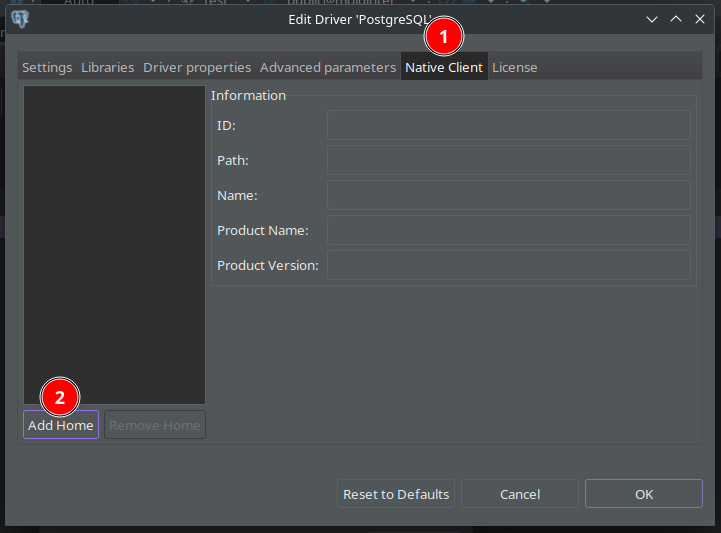 Edit Driver 'PostgreSQL'
1
Settings Libraries Driver properties Advanced parameters Native Client License
Information
ID:
Path:
Name:
Product Name:
Product Version:
2
Add Home Remove Home
Reset to Defaults Cancel OK